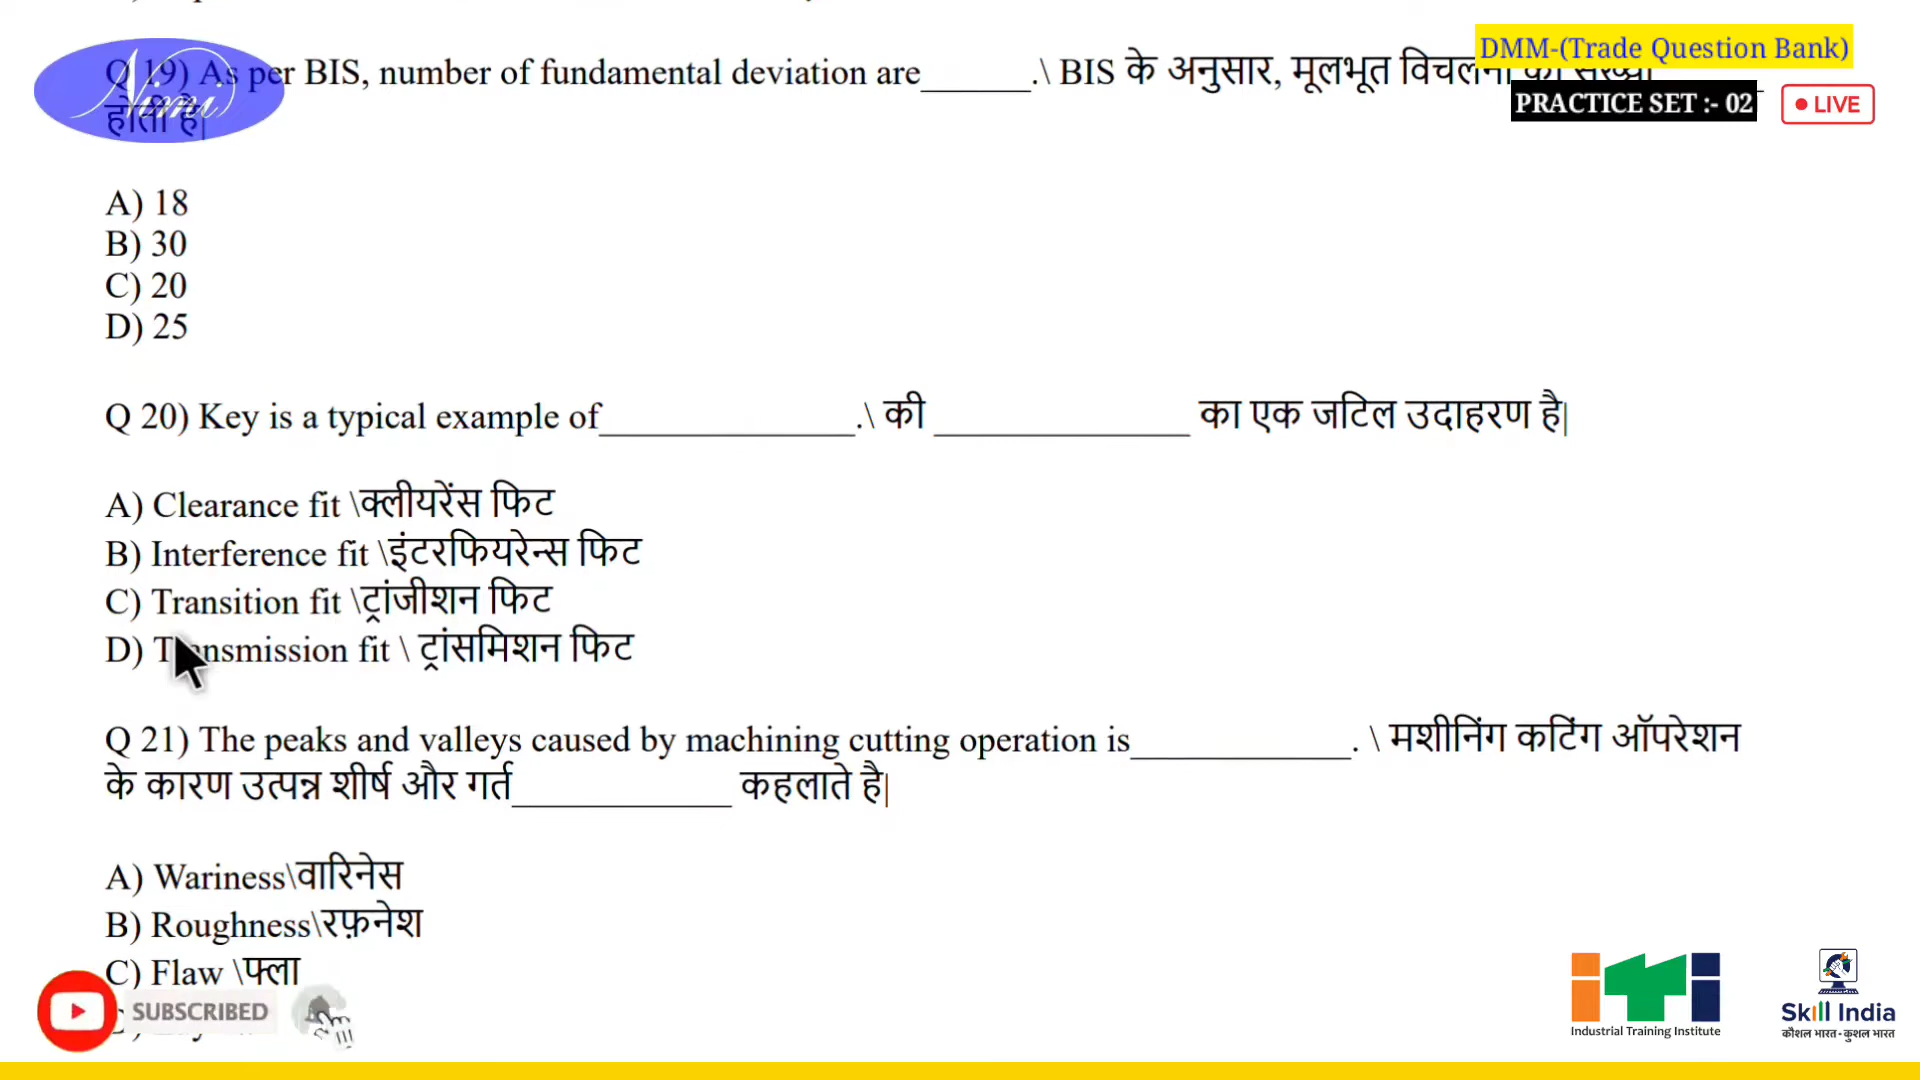 DMM-(Trade Question Bank)
Q 19) As per BIS, number of fundamental deviation are______.\ BIS के अनुसार, मूलभूत विचलनों की संख्या
होती है|
Nimi
PRACTICE SET :- 02
LIVE
A) 18
B) 30
C) 20
D) 25
Q 20) Key is a typical example of______________.\ की ______________ का एक जटिल उदाहरण है|
A) Clearance fit \क्लीयरेंस फिट
B) Interference fit \इंटरफियरेन्स फिट
C) Transition fit \ट्रांजीशन फिट
D) Transmission fit \ ट्रांसमिशन फिट
Q 21) The peaks and valleys caused by machining cutting operation is____________. \ मशीनिंग कटिंग ऑपरेशन
के कारण उत्पन्न शीर्ष और गर्त____________ कहलाते है|
A) Wariness\वारिनेस
B) Roughness\रफ़नेश
C) Flaw \फ्ला
SUBSCRIBED
Industrial Training Institute
Skill India
कौशल भारत - कुशल भारत